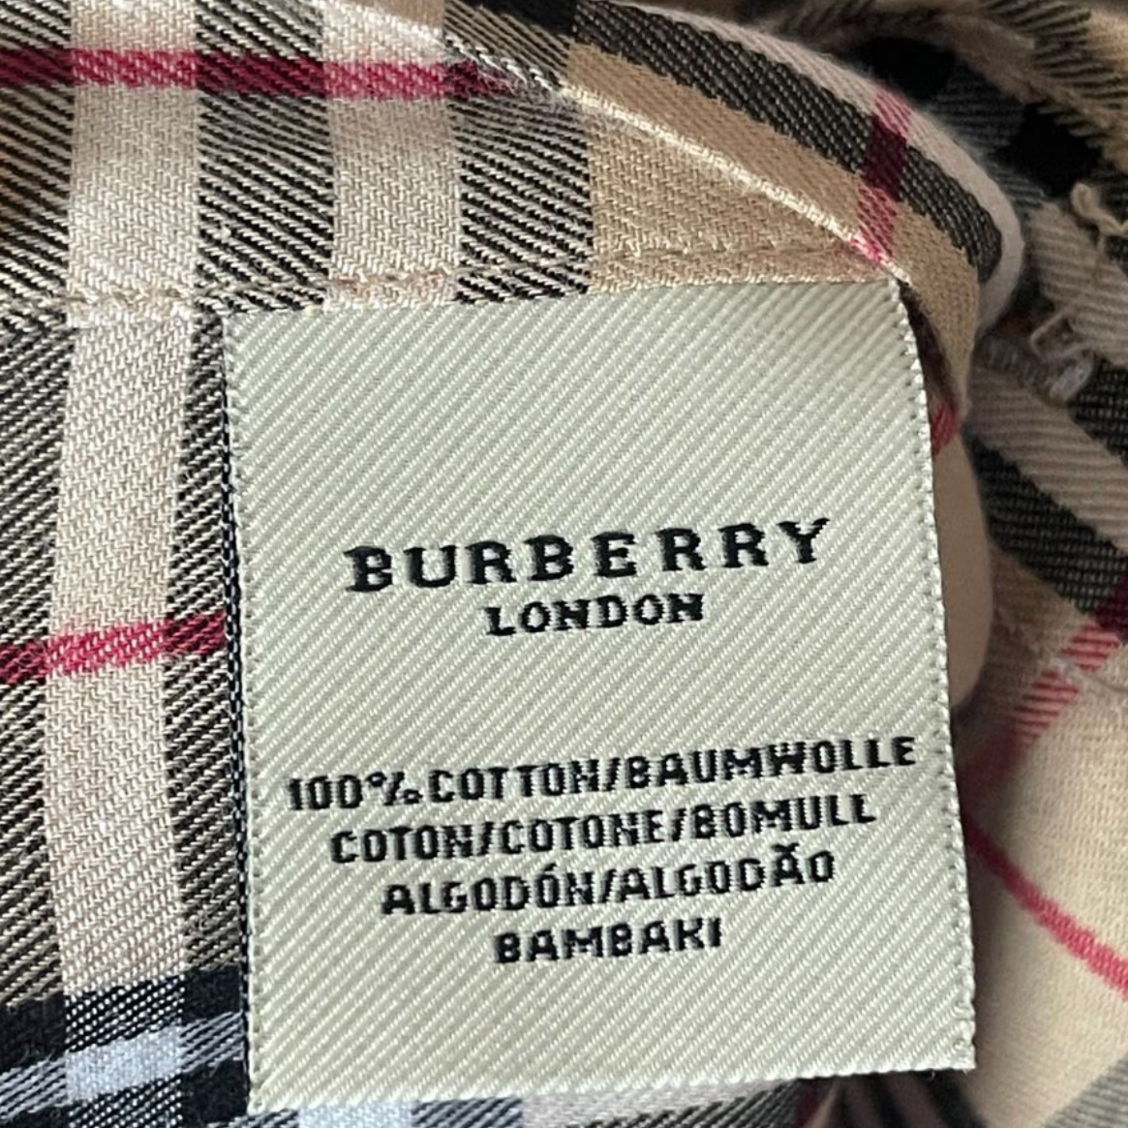 BURBERRY
LONDON
100% COTTON/BAUMWOLLE
COTON/COTONE/BOMULL
ALGODÓN/ALGODÃO
BAMBAKI